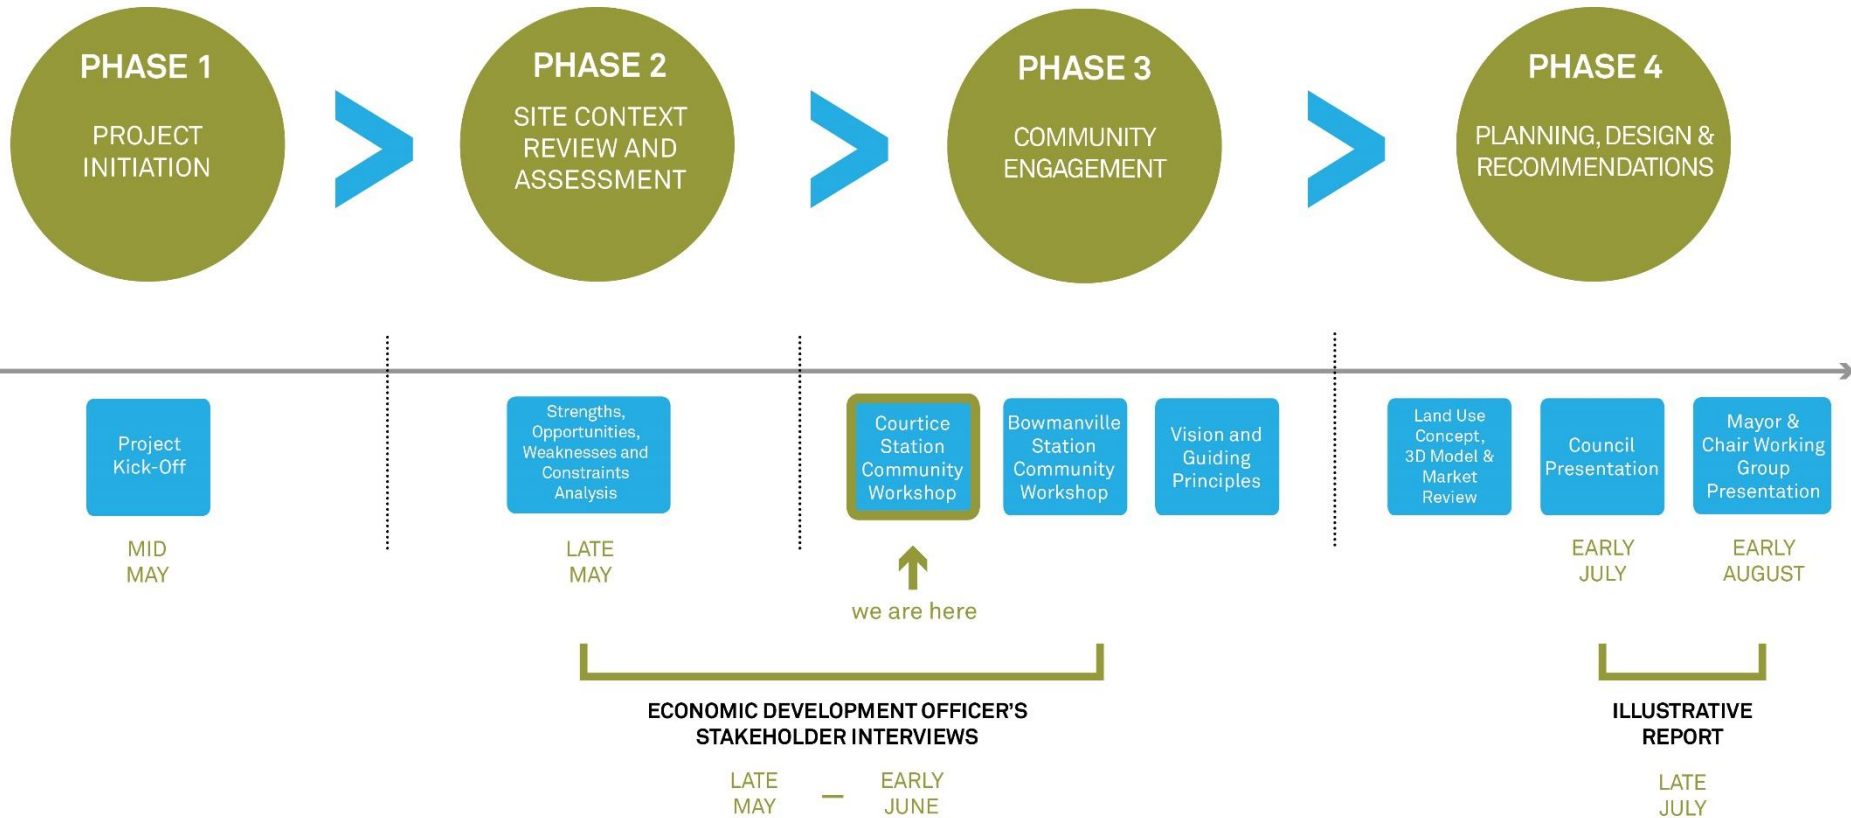 PHASE 1
PROJECT
INITIATION
PHASE 2
SITE CONTEXT
REVIEW AND
ASSESSMENT
PHASE 3
COMMUNITY
ENGAGEMENT
PHASE 4
PLANNING, DESIGN &
RECOMMENDATIONS
Project
Kick-Off
MID
MAY
Strengths,
Opportunities,
Weaknesses and
Constraints
Analysis
LATE
MAY
Courtice
Station
Community
Workshop
we are here
Bowmanville
Station
Community
Workshop
Vision and
Guiding
Principles
Land Use
Concept,
3D Model &
Market
Review
Council
Presentation
EARLY
JULY
Mayor &
Chair Working
Group
Presentation
EARLY
AUGUST
ECONOMIC DEVELOPMENT OFFICER'S
STAKEHOLDER INTERVIEWS
LATE
MAY
—
EARLY
JUNE
ILLUSTRATIVE
REPORT
LATE
JULY